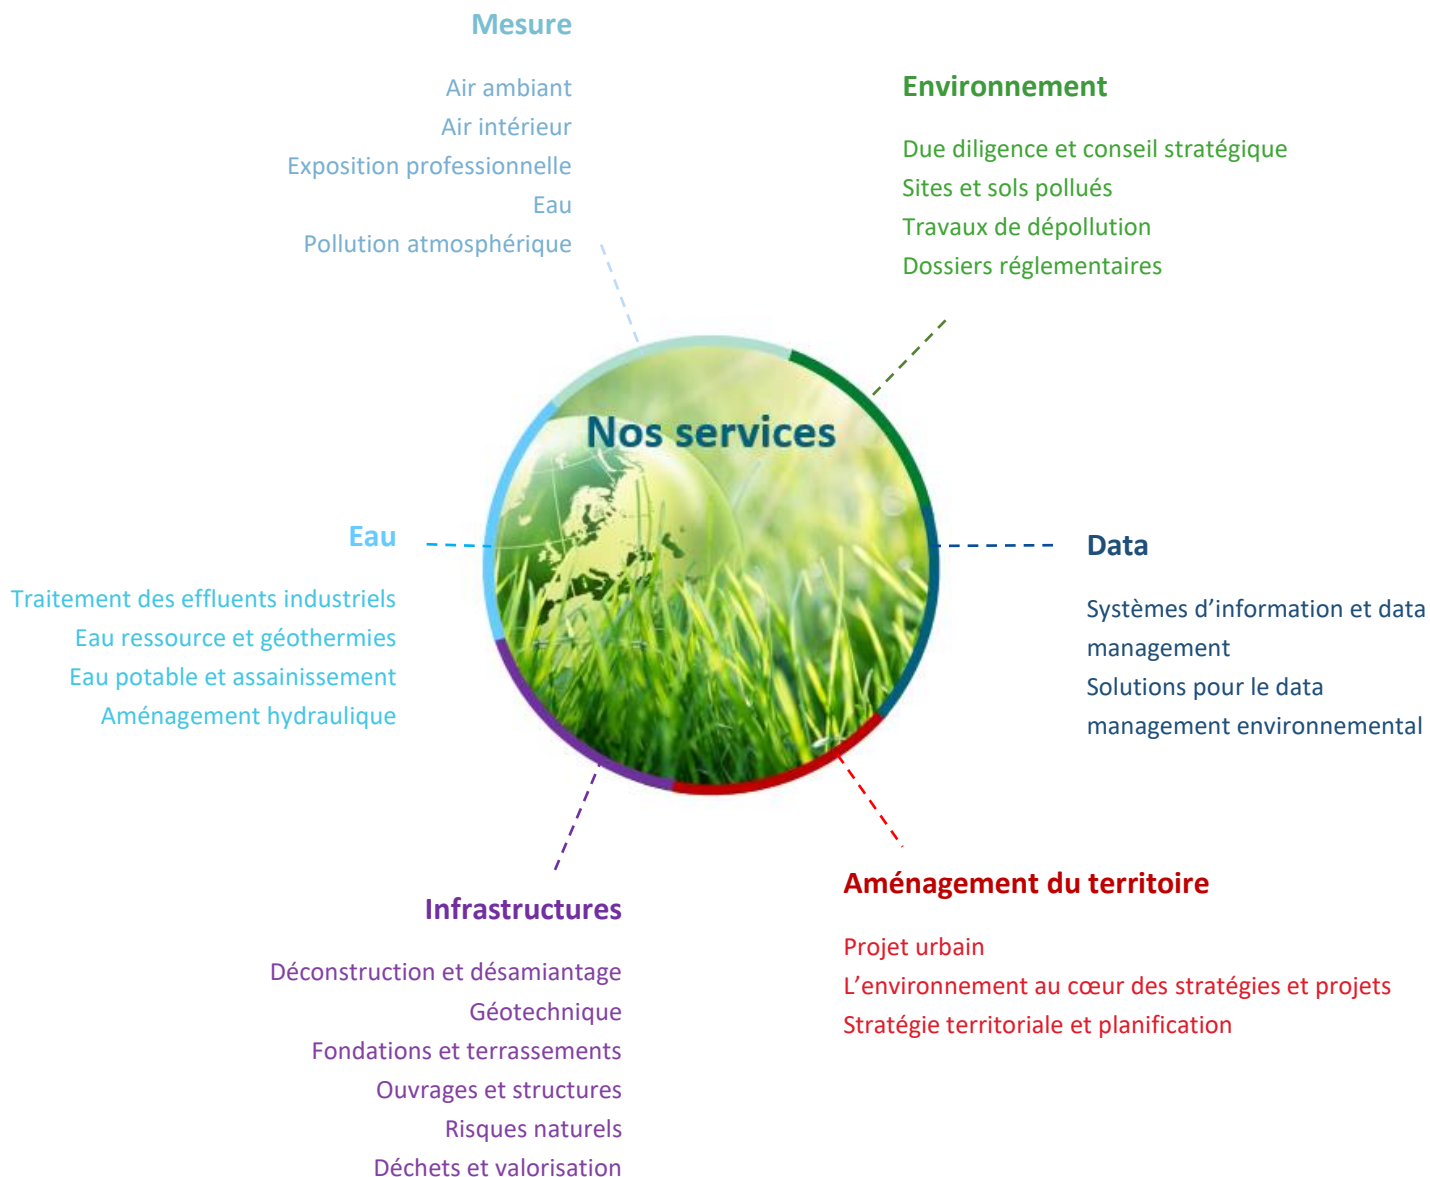 Mesure
Air ambiant
Air intérieur
Exposition professionnelle
Eau
Pollution atmosphérique
Environnement
Due diligence et conseil stratégique
Sites et sols pollués
Travaux de dépollution
Dossiers réglementaires
Nos services
Eau
Traitement des effluents industriels
Eau ressource et géothermies
Eau potable et assainissement
Aménagement hydraulique
Data
Systèmes d’information et data
management
Solutions pour le data
management environnemental
Infrastructures
Déconstruction et désamiantage
Géotechnique
Fondations et terrassements
Ouvrages et structures
Risques naturels
Déchets et valorisation
Aménagement du territoire
Projet urbain
L’environnement au cœur des stratégies et projets
Stratégie territoriale et planification